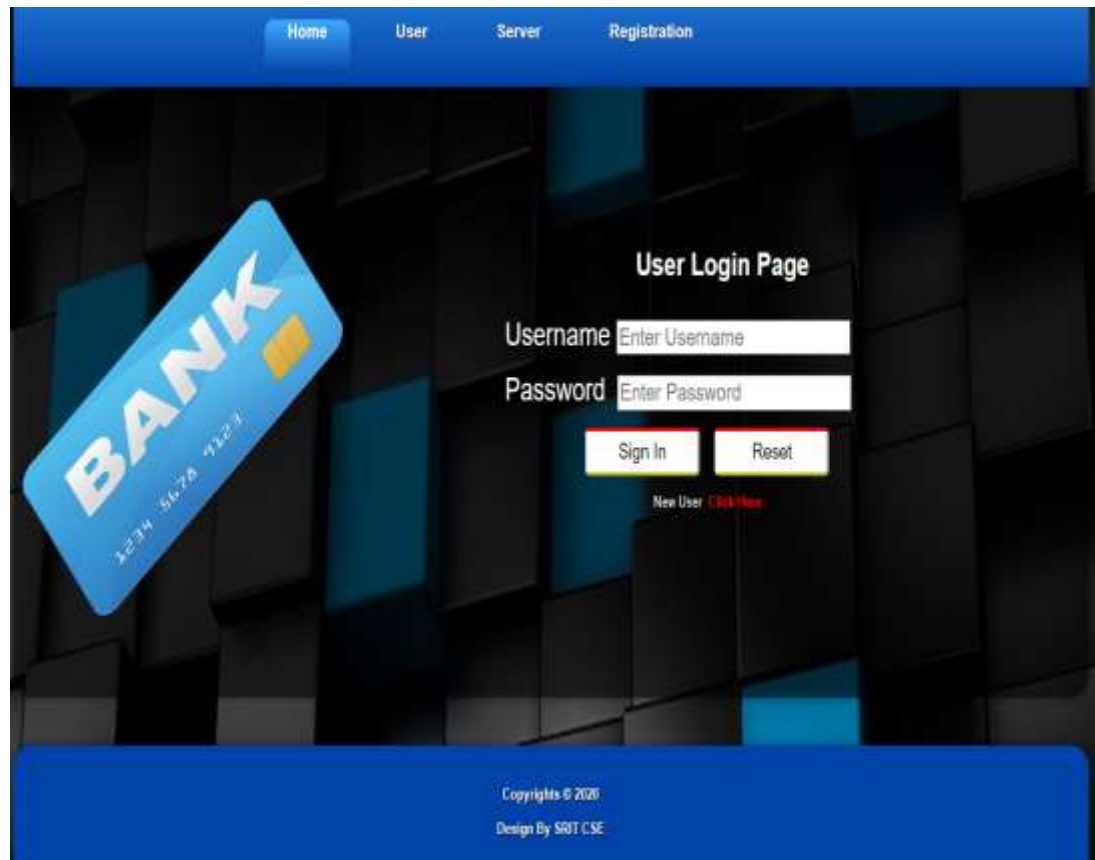 Home User Server Registration
BANK
1234 5678 9123
User Login Page
Username Enter Username
Password Enter Password
Sign In Reset
New User Click Here
Copyrights © 2020
Design By SRIT CSE